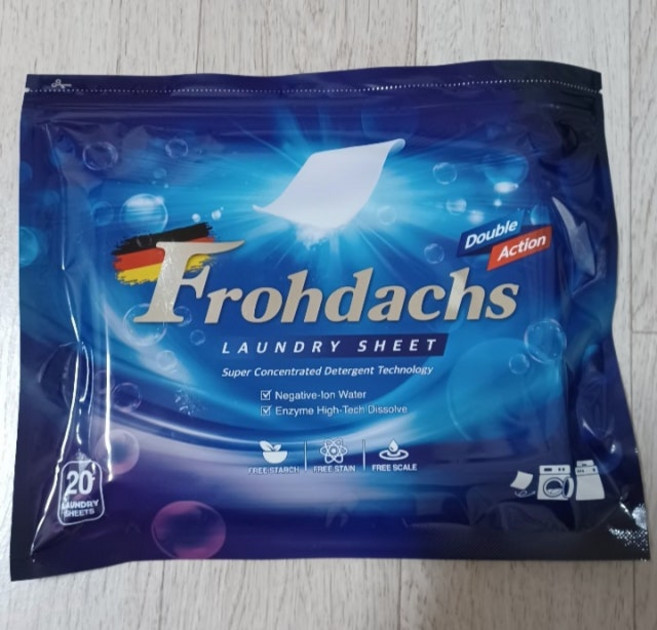 Double
Action
Frohdachs
LAUNDRY SHEET
Super Concentrated Detergent Technology
Negative-Ion Water
Enzyme High-Tech Dissolve
FREE STARCH
FREE STAIN
FREE SCALE
20
LAUNDRY
SHEETS